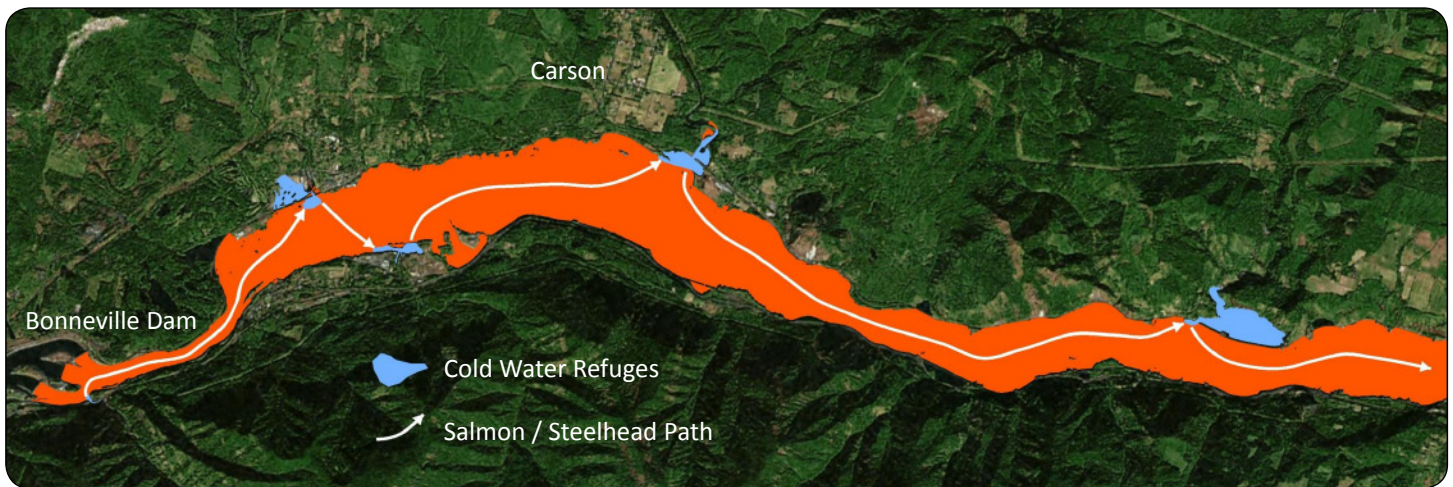 Carson
Bonneville Dam
Cold Water Refuges
Salmon / Steelhead Path